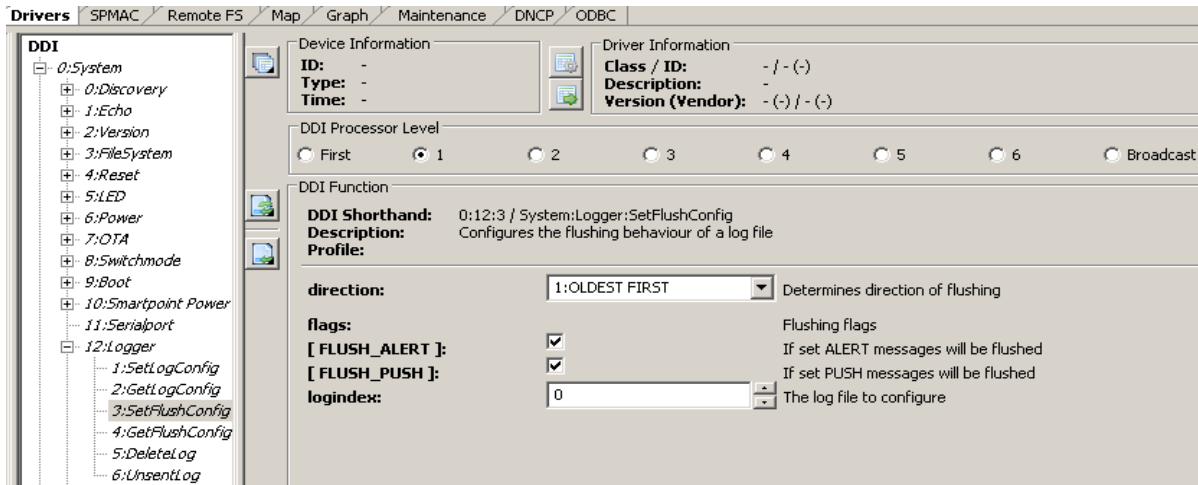 Drivers SPMAC Remote FS Map Graph Maintenance DNCP ODBC
DDI
0:System
0:Discovery
1:Echo
2:Version
3:FileSystem
4:Reset
5:LED
6:Power
7:OTA
8:Switchmode
9:Boot
10:Smartpoint Power
11:Serialport
12:Logger
1:SetLogConfig
2:GetLogConfig
3:SetFlushConfig
4:GetFlushConfig
5:DeleteLog
6:UnsentLog
Device Information
ID: -
Type: -
Time: -
Driver Information
Class / ID: - / - (-)
Description: -
Version (Vendor): - (-) / - (-)
DDI Processor Level
First 1 2 3 4 5 6 Broadcast
DDI Function
DDI Shorthand: 0:12:3 / System:Logger:SetFlushConfig
Description: Configures the flushing behaviour of a log file
Profile:
direction: 1:OLDEST FIRST Determines direction of flushing
flags: Flushing flags
[ FLUSH_ALERT ]: If set ALERT messages will be flushed
[ FLUSH_PUSH ]: If set PUSH messages will be flushed
logindex: 0 The log file to configure